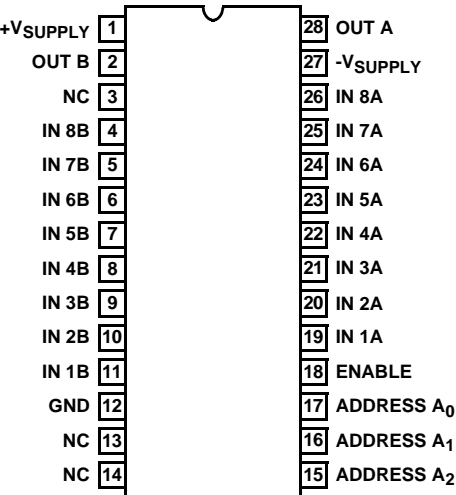 +VSUPPLY 1 28 OUT A
OUT B 2 27 -VSUPPLY
NC 3 26 IN 8A
IN 8B 4 25 IN 7A
IN 7B 5 24 IN 6A
IN 6B 6 23 IN 5A
IN 5B 7 22 IN 4A
IN 4B 8 21 IN 3A
IN 3B 9 20 IN 2A
IN 2B 10 19 IN 1A
IN 1B 11 18 ENABLE
GND 12 17 ADDRESS A0
NC 13 16 ADDRESS A1
NC 14 15 ADDRESS A2